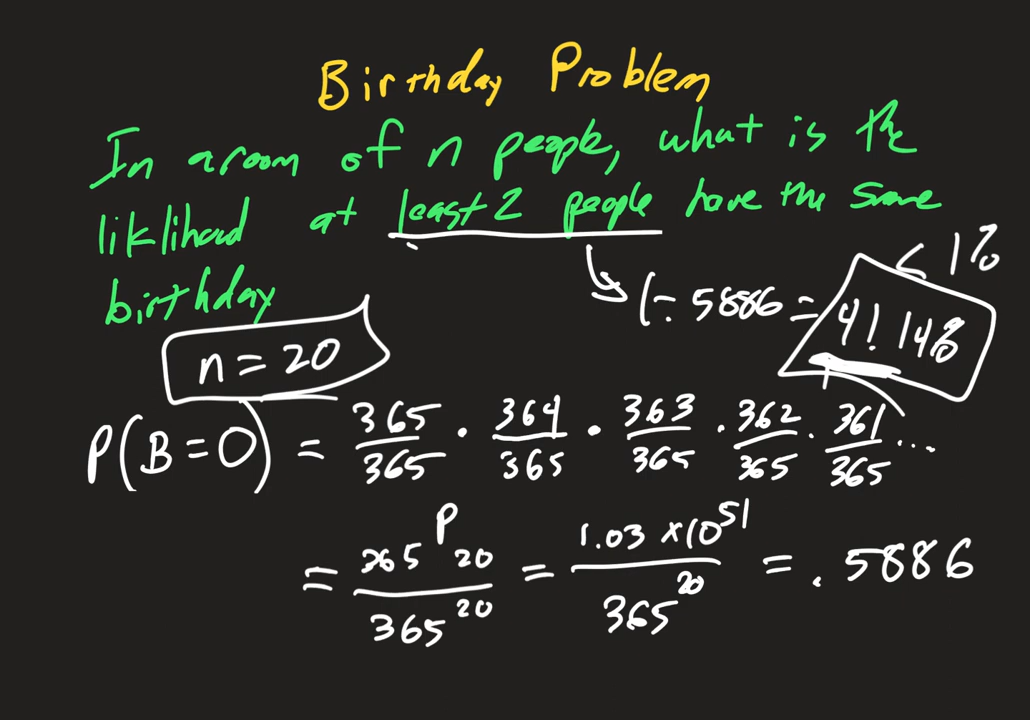 Birthday Problem
In a room of n people, what is the
liklihood at least 2 people have the same
birthday
< 1%
1-.5886 = 41.14%
n = 20
P(B=0) = 365/365 · 364/365 · 363/365 · 362/365 · 361/365 ...
= 365P20/365^20 = 1.03 x10^51/365^20 = .5886